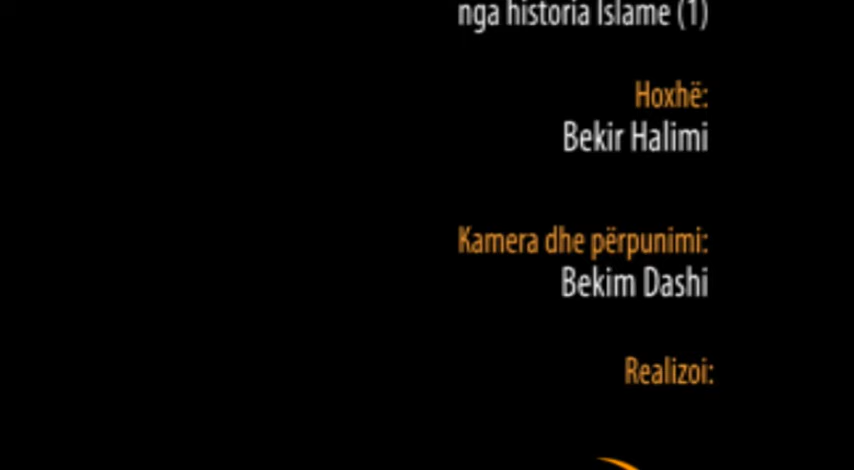 nga historia Islame (1)
Hoxhë:
Bekir Halimi
Kamera dhe përpunimi:
Bekim Dashi
Realizoi: